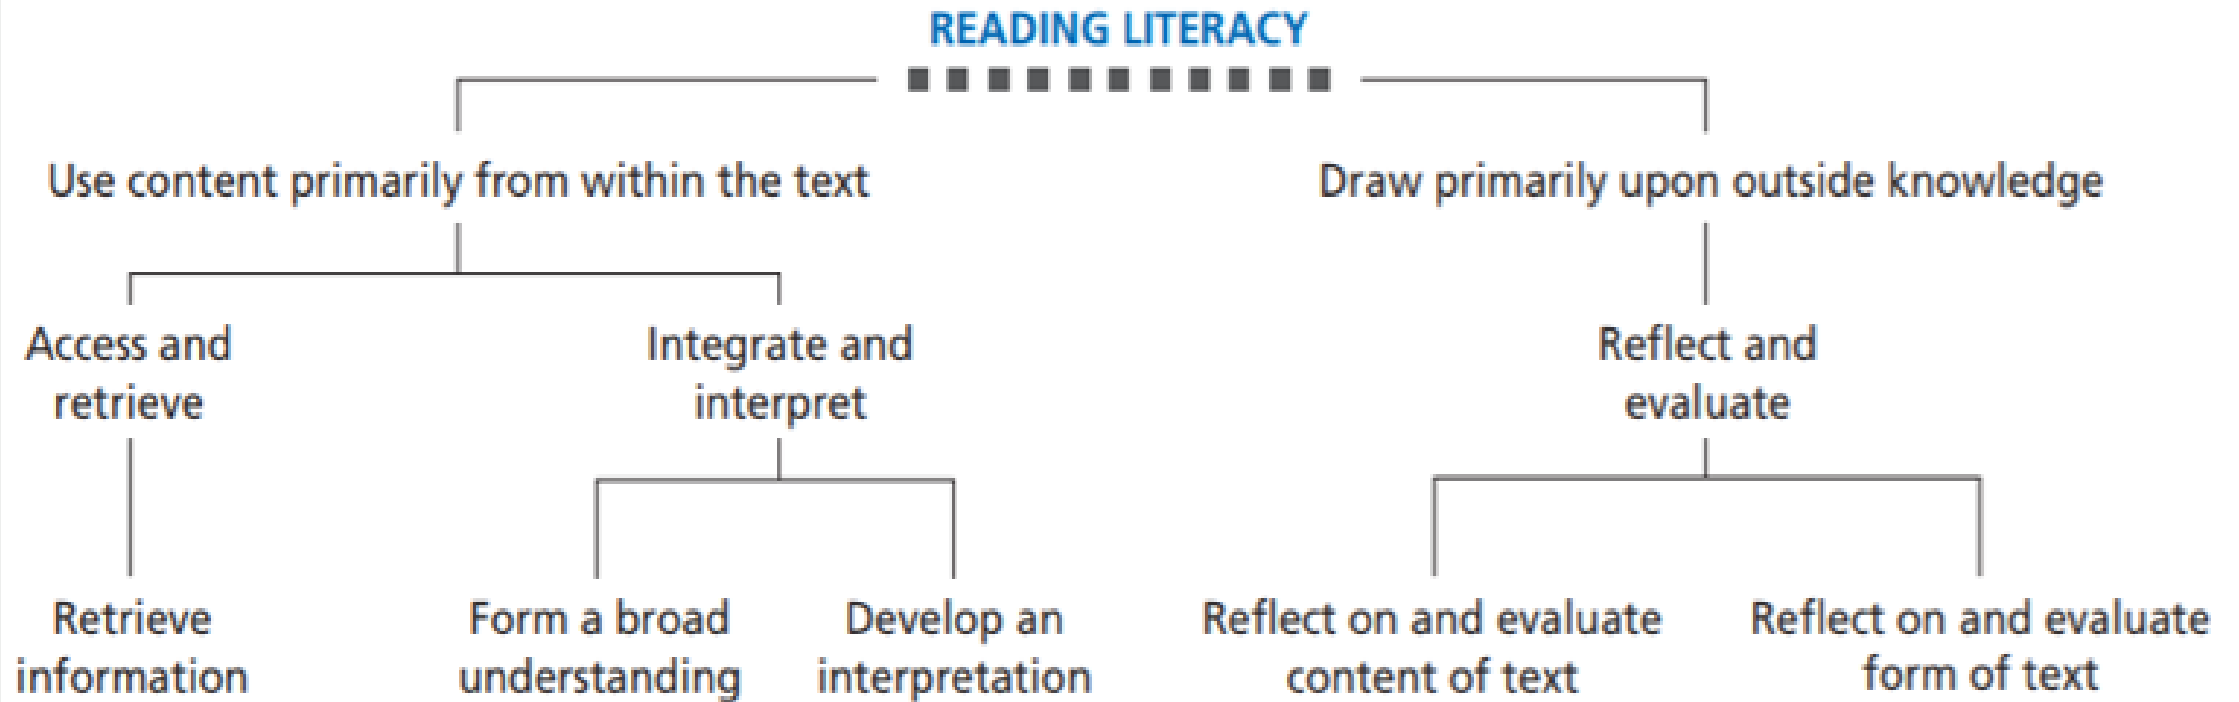 READING LITERACY
Use content primarily from within the text
Draw primarily upon outside knowledge
Access and
retrieve
Integrate and
interpret
Reflect and
evaluate
Retrieve
information
Form a broad
understanding
Develop an
interpretation
Reflect on and evaluate
content of text
Reflect on and evaluate
form of text